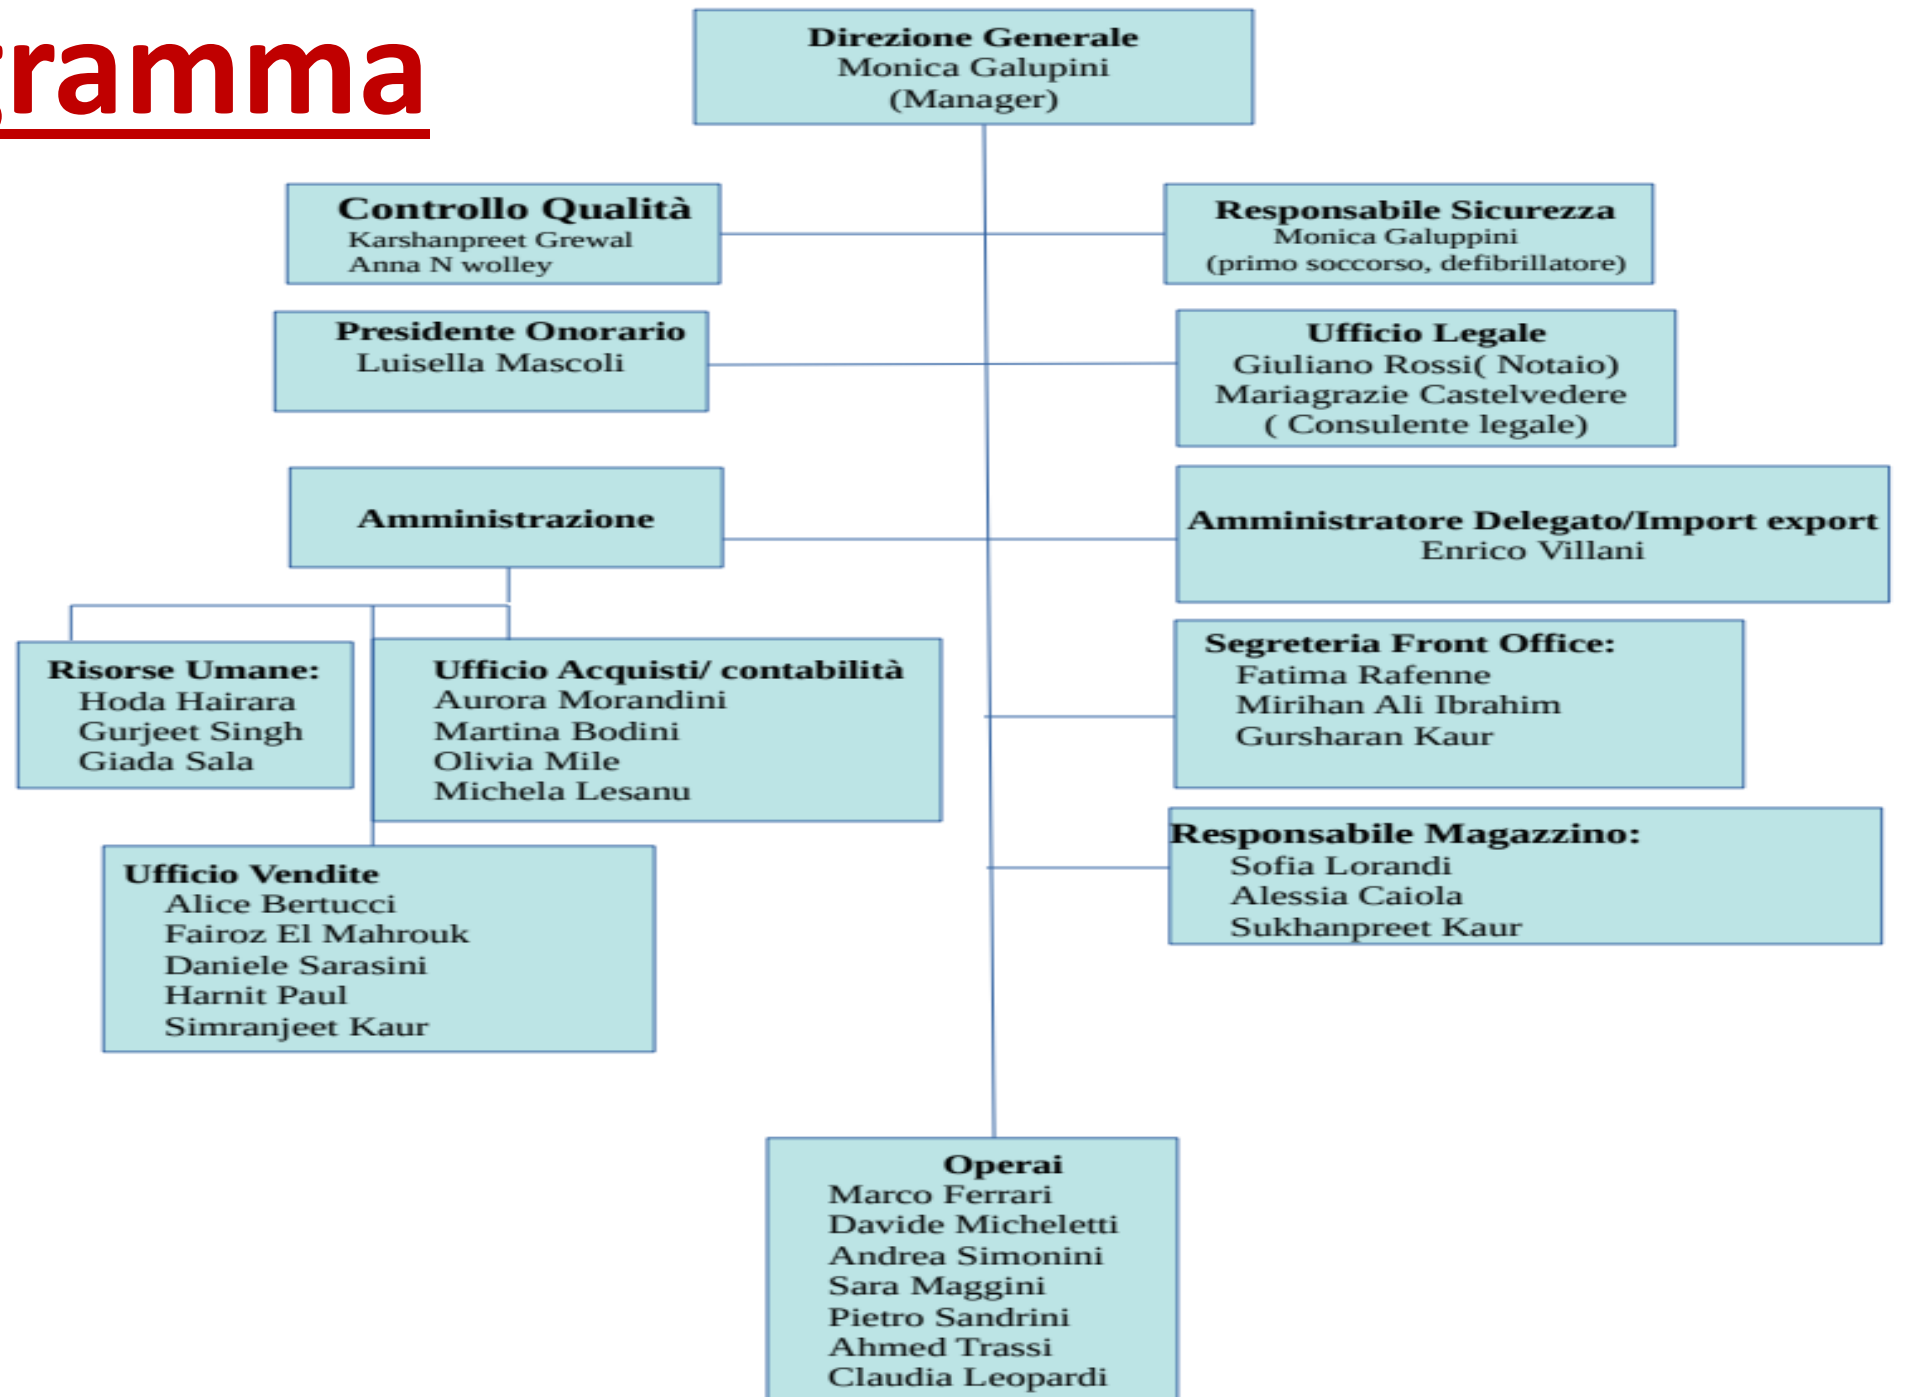 gramma
Direzione Generale
Monica Galupini
(Manager)
Controllo Qualità
Karshanpreet Grewal
Anna N wolley
Responsabile Sicurezza
Monica Galuppini
(primo soccorso, defibrillatore)
Presidente Onorario
Luisella Mascoli
Ufficio Legale
Giuliano Rossi( Notaio)
Mariagrazie Castelvedere
( Consulente legale)
Amministrazione
Amministratore Delegato/Import export
Enrico Villani
Risorse Umane:
Hoda Hairara
Gurjeet Singh
Giada Sala
Ufficio Acquisti/ contabilità
Aurora Morandini
Martina Bodini
Olivia Mile
Michela Lesanu
Segreteria Front Office:
Fatima Rafenne
Mirihan Ali Ibrahim
Gursharan Kaur
Ufficio Vendite
Alice Bertucci
Fairoz El Mahrouk
Daniele Sarasini
Harnit Paul
Simranjeet Kaur
Responsabile Magazzino:
Sofia Lorandi
Alessia Caiola
Sukhanpreet Kaur
Operai
Marco Ferrari
Davide Micheletti
Andrea Simonini
Sara Maggini
Pietro Sandrini
Ahmed Trassi
Claudia Leopardi